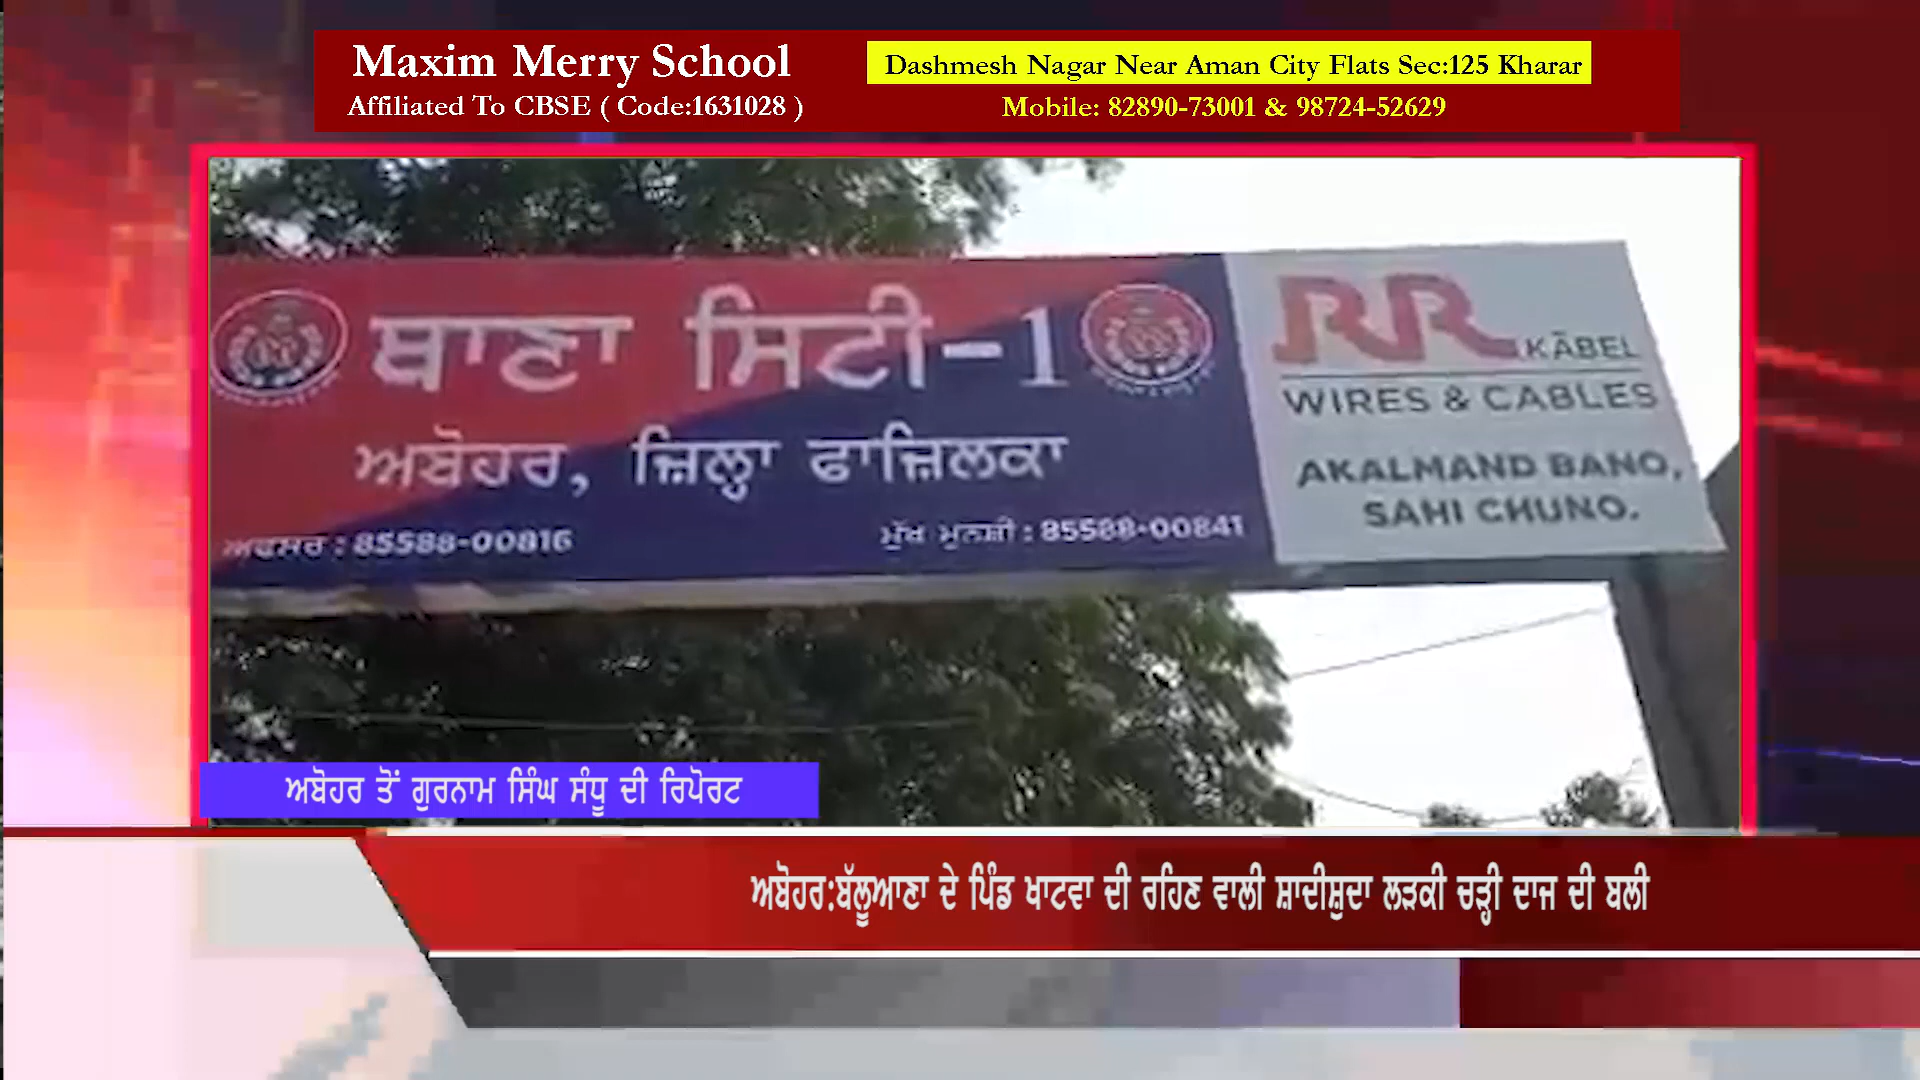 Maxim Merry School
Affiliated To CBSE ( Code:1631028 )
Dashmesh Nagar Near Aman City Flats Sec:125 Kharar
Mobile: 82890-73001 & 98724-52629
ਥਾਣਾ ਸਿਟੀ-1
ਅਬੋਹਰ, ਜ਼ਿਲ੍ਹਾ ਫਾਜ਼ਿਲਕਾ
ਅਫਸਰ : 85588-00816
ਮੁੱਖ ਮੁਨਸ਼ੀ : 85588-00841
RR KĀBEL
WIRES & CABLES
AKALMAND BANO,
SAHI CHUNO.
ਅਬੋਹਰ ਤੋਂ ਗੁਰਨਾਮ ਸਿੰਘ ਸੰਧੂ ਦੀ ਰਿਪੋਰਟ
ਅਬੋਹਰ:ਬੱਲੂਆਣਾ ਦੇ ਪਿੰਡ ਖਾਟਵਾ ਦੀ ਰਹਿਣ ਵਾਲੀ ਸ਼ਾਦੀਸ਼ੁਦਾ ਲੜਕੀ ਚੜ੍ਹੀ ਦਾਜ ਦੀ ਬਲੀ